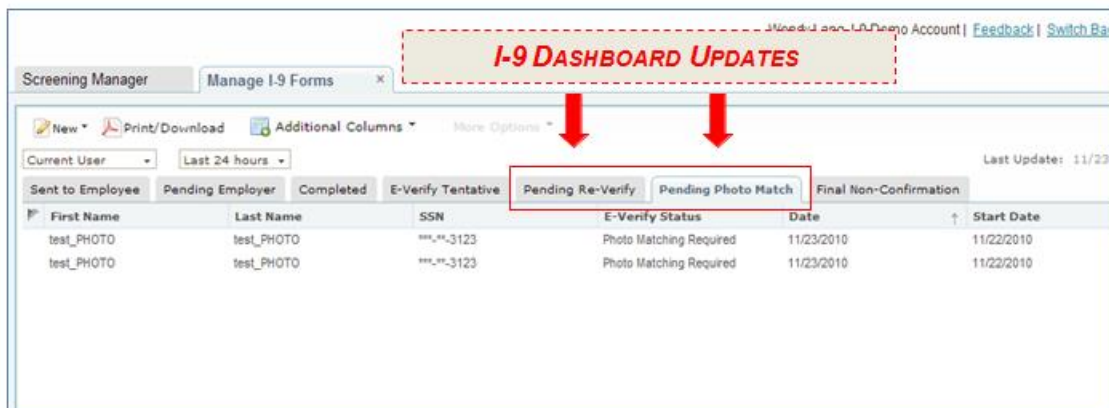 Wendy Lang-I-9 Demo Account | Feedback | Switch Ba
I-9 DASHBOARD UPDATES
Screening Manager Manage I-9 Forms ×
New Print/Download Additional Columns More Options
Current User Last 24 hours Last Update: 11/23
Sent to Employee Pending Employer Completed E-Verify Tentative Pending Re-Verify Pending Photo Match Final Non-Confirmation
First Name Last Name SSN E-Verify Status Date ↑ Start Date
test_PHOTO test_PHOTO ***-**-3123 Photo Matching Required 11/23/2010 11/22/2010
test_PHOTO test_PHOTO ***-**-3123 Photo Matching Required 11/23/2010 11/22/2010